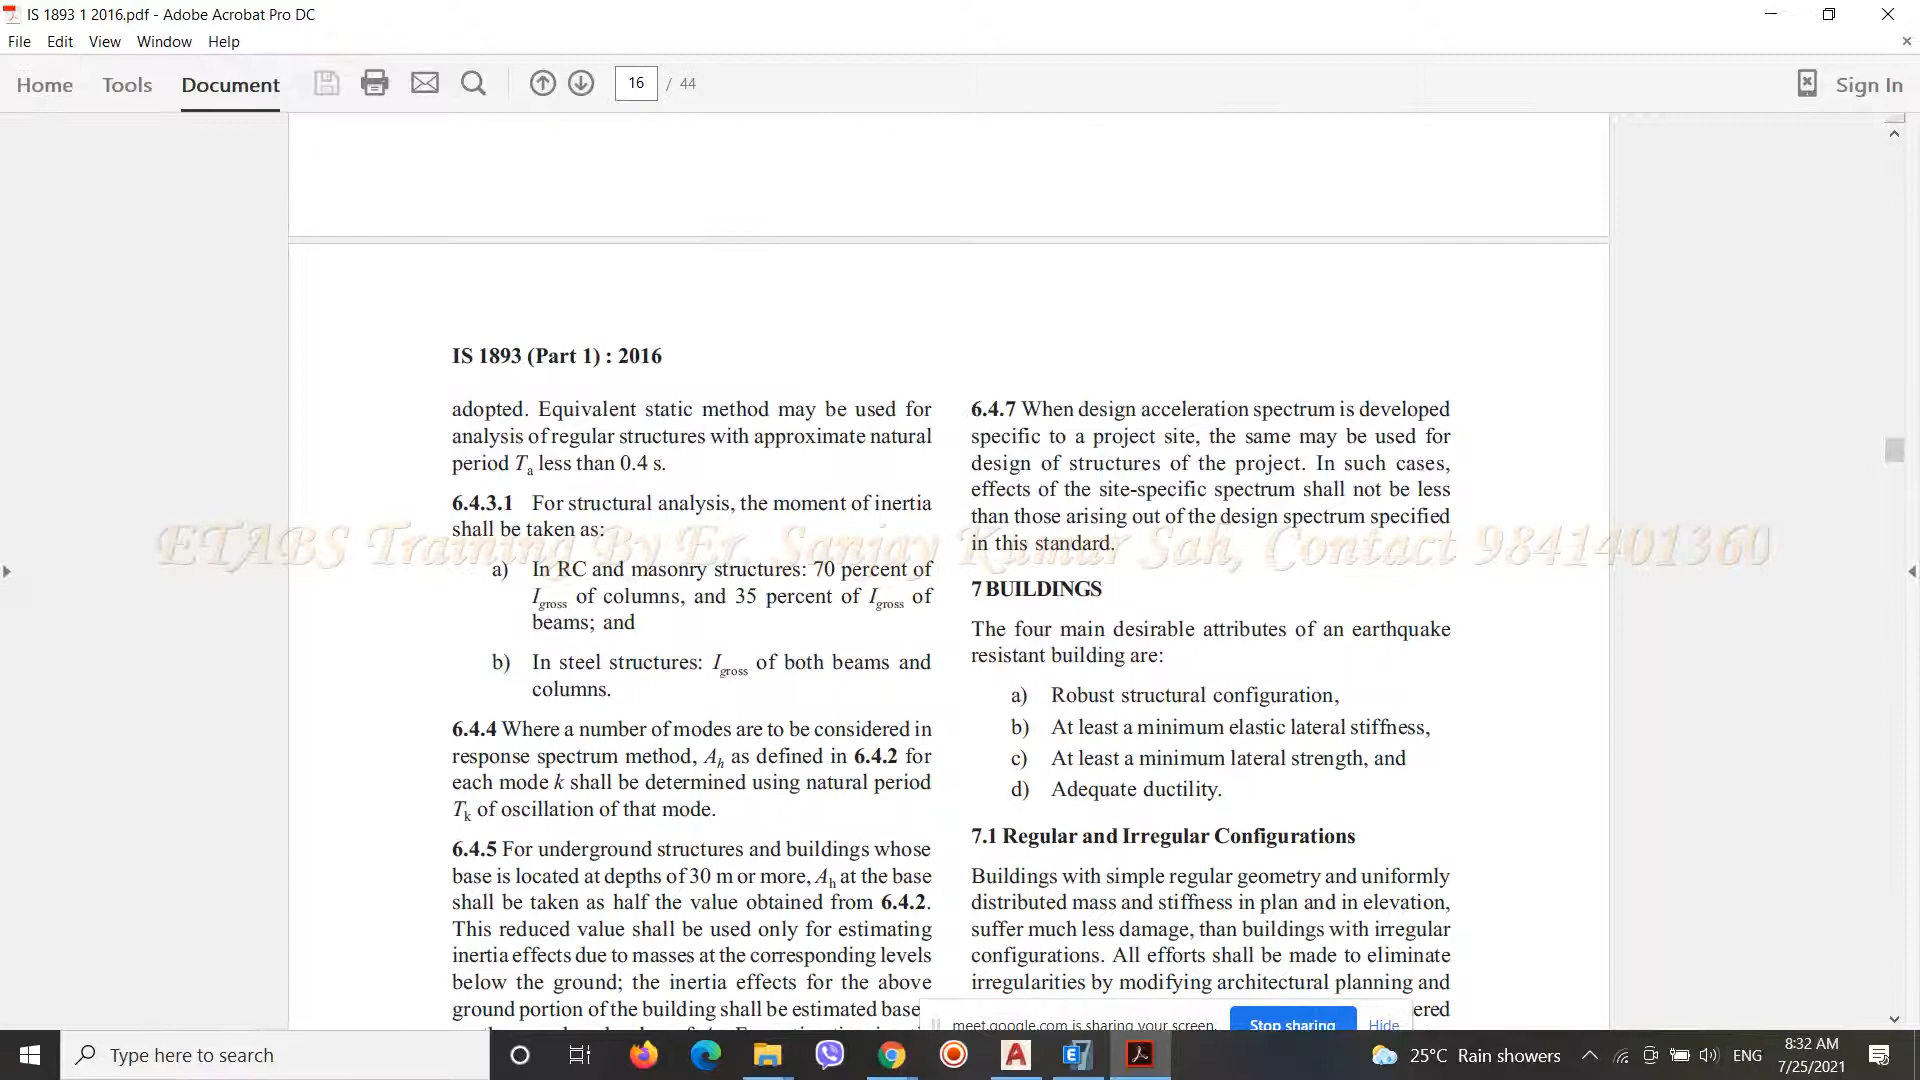 IS 1893 1 2016.pdf - Adobe Acrobat Pro DC
File Edit View Window Help
Home Tools Document 16 / 44 Sign In
IS 1893 (Part 1) : 2016
adopted. Equivalent static method may be used for
analysis of regular structures with approximate natural
period Ta less than 0.4 s.
6.4.3.1 For structural analysis, the moment of inertia
shall be taken as:
a) In RC and masonry structures: 70 percent of
Igross of columns, and 35 percent of Igross of
beams; and
b) In steel structures: Igross of both beams and
columns.
6.4.4 Where a number of modes are to be considered in
response spectrum method, Ah as defined in 6.4.2 for
each mode k shall be determined using natural period
Tk of oscillation of that mode.
6.4.5 For underground structures and buildings whose
base is located at depths of 30 m or more, Ah at the base
shall be taken as half the value obtained from 6.4.2.
This reduced value shall be used only for estimating
inertia effects due to masses at the corresponding levels
below the ground; the inertia effects for the above
ground portion of the building shall be estimated base
6.4.7 When design acceleration spectrum is developed
specific to a project site, the same may be used for
design of structures of the project. In such cases,
effects of the site-specific spectrum shall not be less
than those arising out of the design spectrum specified
in this standard.
7 BUILDINGS
The four main desirable attributes of an earthquake
resistant building are:
a) Robust structural configuration,
b) At least a minimum elastic lateral stiffness,
c) At least a minimum lateral strength, and
d) Adequate ductility.
7.1 Regular and Irregular Configurations
Buildings with simple regular geometry and uniformly
distributed mass and stiffness in plan and in elevation,
suffer much less damage, than buildings with irregular
configurations. All efforts shall be made to eliminate
irregularities by modifying architectural planning and
ered
ETABS Training By Er. Sanjay Kumar Sah, Contact 9841401360
meet.google.com is sharing your screen. Stop sharing Hide
Type here to search
25°C Rain showers ENG
8:32 AM
7/25/2021